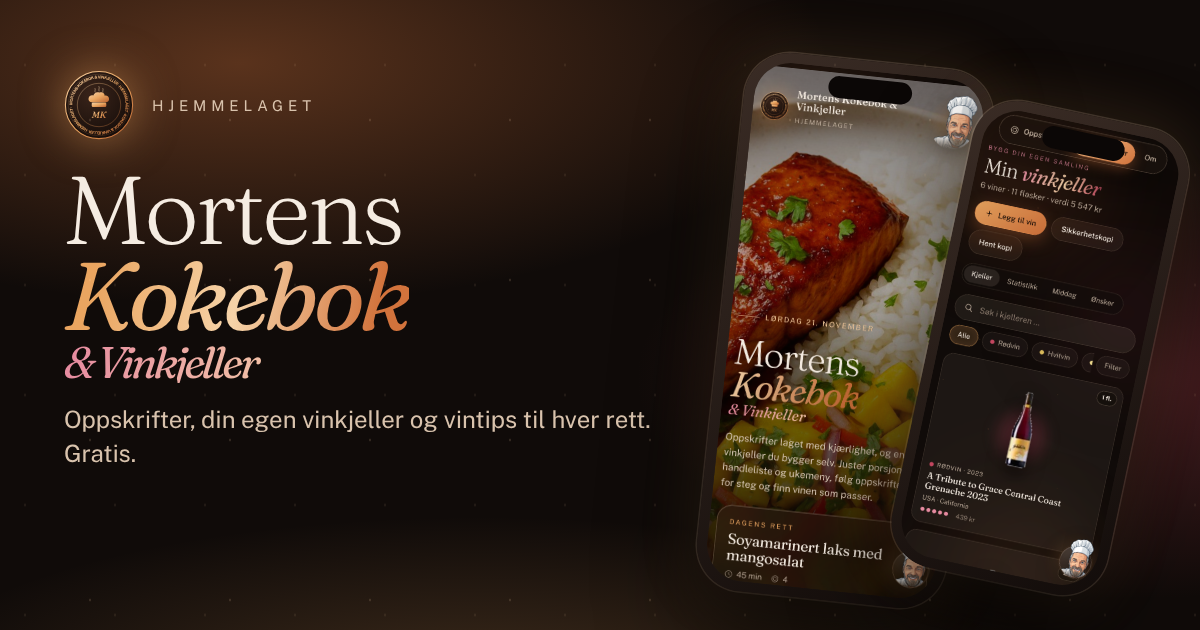 MK
HJEMMELAGET
Mortens
Kokebok
& Vinkjeller
Oppskrifter, din egen vinkjeller og vintips til hver rett.
Gratis.
Mortens Kokebok &
Vinkjeller
HJEMMELAGET
LØRDAG 21. NOVEMBER
Mortens
Kokebok
& Vinkjeller
Oppskrifter laget med kjærlighet, og en
vinkjeller du bygger selv. Juster porsjon
handleliste og ukemeny, følg oppskrift
for steg og finn vinen som passer.
DAGENS RETT
Soyamarinert laks med
mangosalat
45 min
4
Opps
Om
BYGG DIN EGEN SAMLING
Min vinkjeller
6 viner · 11 flasker · verdi 5 547 kr
+ Legg til vin
Sikkerhetskopi
Hent kopi
Kjeller
Statistikk
Middag
Ønsker
Søk i kjelleren ...
Alle
Rødvin
Hvitvin
Filter
1 fl.
RØDVIN · 2023
A Tribute to Grace Central Coast
Grenache 2023
USA · California
439 kr